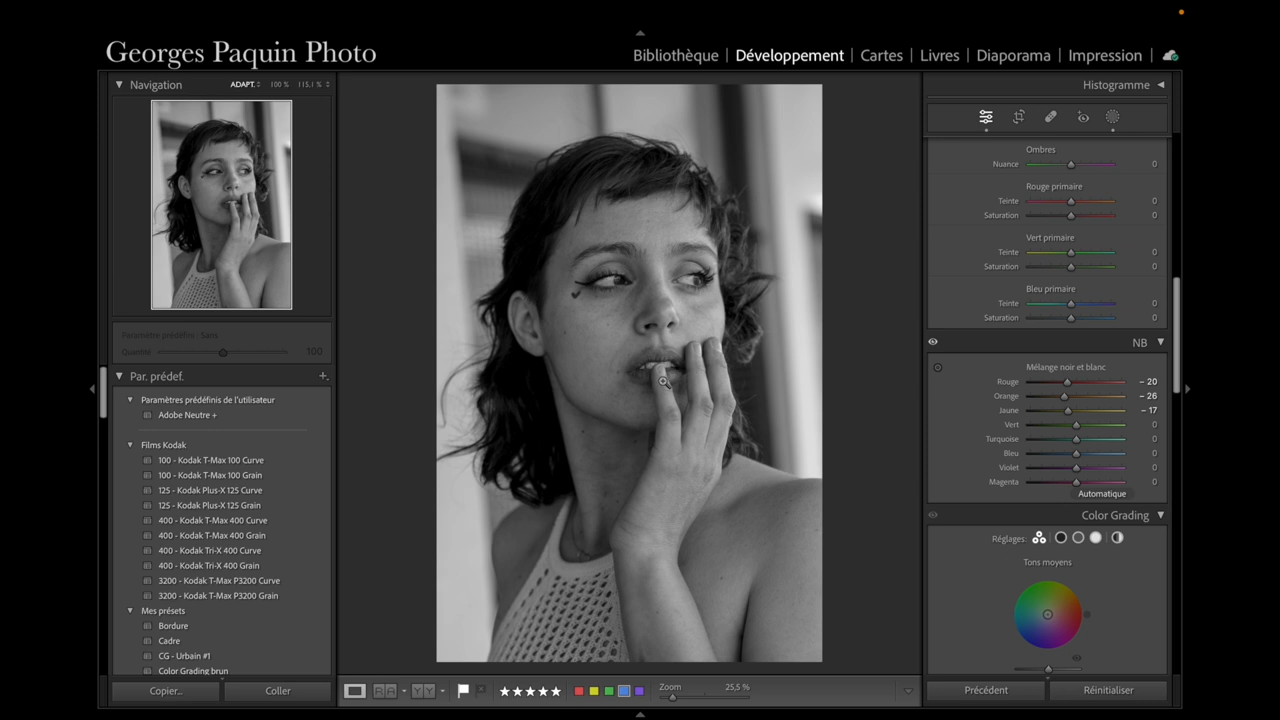 Georges Paquin Photo
Bibliothèque | Développement | Cartes | Livres | Diaporama | Impression |
Navigation ADAPT. 100 % 115,1 %
Histogramme
Ombres
Nuance 0
Rouge primaire
Teinte 0
Saturation 0
Vert primaire
Teinte 0
Saturation 0
Bleu primaire
Teinte 0
Saturation 0
Paramètre prédéfini : Sans
Quantité 100
NB
Par. prédef.
Mélange noir et blanc
Rouge - 20
Orange - 26
Jaune - 17
Vert 0
Turquoise 0
Bleu 0
Violet 0
Magenta 0
Automatique
Paramètres prédéfinis de l'utilisateur
Adobe Neutre +
Films Kodak
100 - Kodak T-Max 100 Curve
100 - Kodak T-Max 100 Grain
125 - Kodak Plus-X 125 Curve
125 - Kodak Plus-X 125 Grain
400 - Kodak T-Max 400 Curve
400 - Kodak T-Max 400 Grain
400 - Kodak Tri-X 400 Curve
400 - Kodak Tri-X 400 Grain
3200 - Kodak T-Max P3200 Curve
3200 - Kodak T-Max P3200 Grain
Mes présets
Bordure
Cadre
CG - Urbain #1
Color Grading brun
Color Grading
Réglages:
Tons moyens
Copier... Coller
Zoom 25,5 %
Précédent Réinitialiser